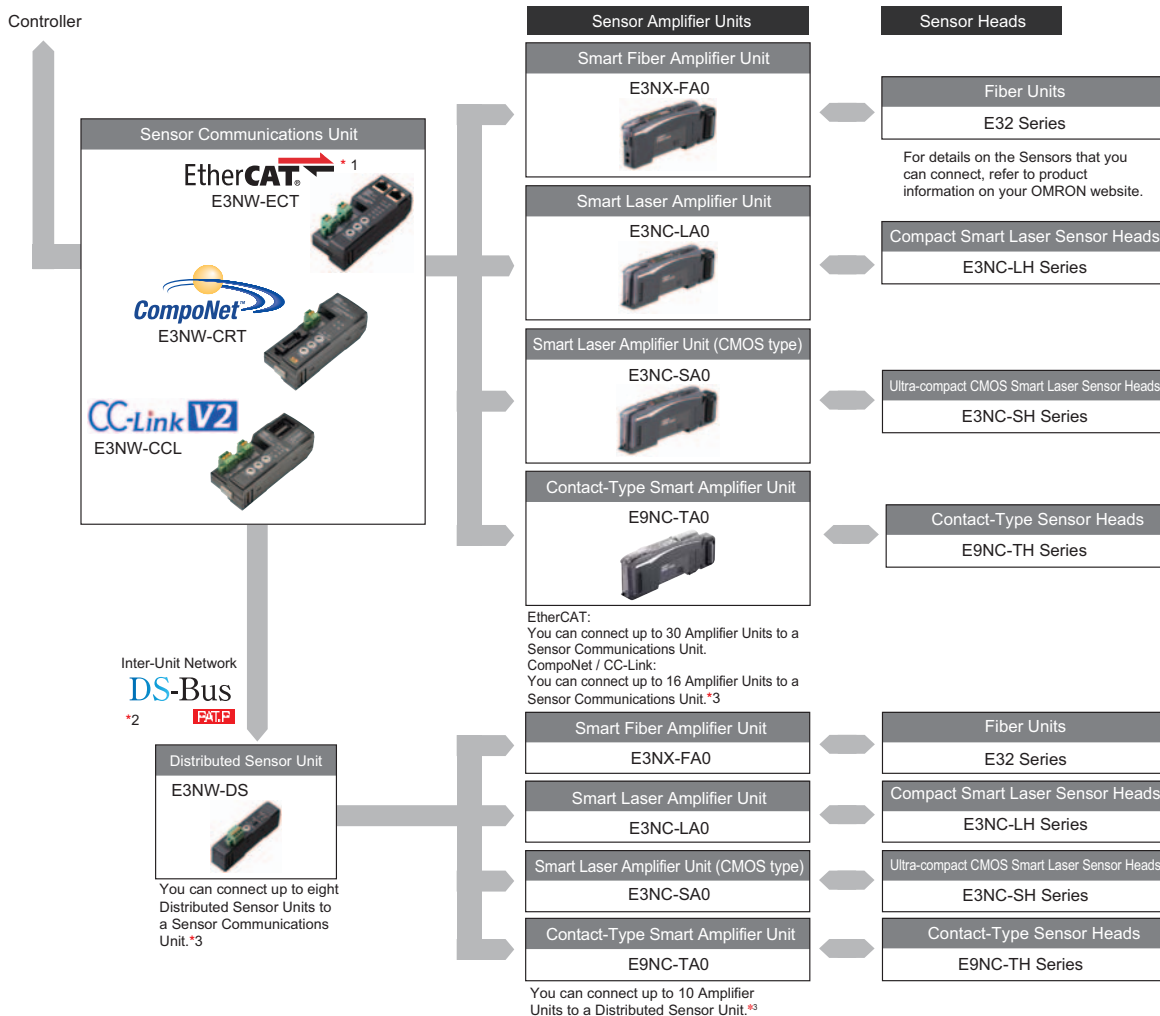 Controller
Sensor Communications Unit
EtherCAT® *1
E3NW-ECT
CompoNet™
E3NW-CRT
CC-Link V2
E3NW-CCL
Inter-Unit Network
DS-Bus
*2 PAT.P
Distributed Sensor Unit
E3NW-DS
You can connect up to eight
Distributed Sensor Units to
a Sensor Communications
Unit.*3
Sensor Amplifier Units
Smart Fiber Amplifier Unit
E3NX-FA0
Smart Laser Amplifier Unit
E3NC-LA0
Smart Laser Amplifier Unit (CMOS type)
E3NC-SA0
Contact-Type Smart Amplifier Unit
E9NC-TA0
EtherCAT:
You can connect up to 30 Amplifier Units to a
Sensor Communications Unit.
CompoNet / CC-Link:
You can connect up to 16 Amplifier Units to a
Sensor Communications Unit.*3
Smart Fiber Amplifier Unit
E3NX-FA0
Smart Laser Amplifier Unit
E3NC-LA0
Smart Laser Amplifier Unit (CMOS type)
E3NC-SA0
Contact-Type Smart Amplifier Unit
E9NC-TA0
You can connect up to 10 Amplifier
Units to a Distributed Sensor Unit.*3
Sensor Heads
Fiber Units
E32 Series
For details on the Sensors that you
can connect, refer to product
information on your OMRON website.
Compact Smart Laser Sensor Heads
E3NC-LH Series
Ultra-compact CMOS Smart Laser Sensor Heads
E3NC-SH Series
Contact-Type Sensor Heads
E9NC-TH Series
Fiber Units
E32 Series
Compact Smart Laser Sensor Heads
E3NC-LH Series
Ultra-compact CMOS Smart Laser Sensor Heads
E3NC-SH Series
Contact-Type Sensor Heads
E9NC-TH Series